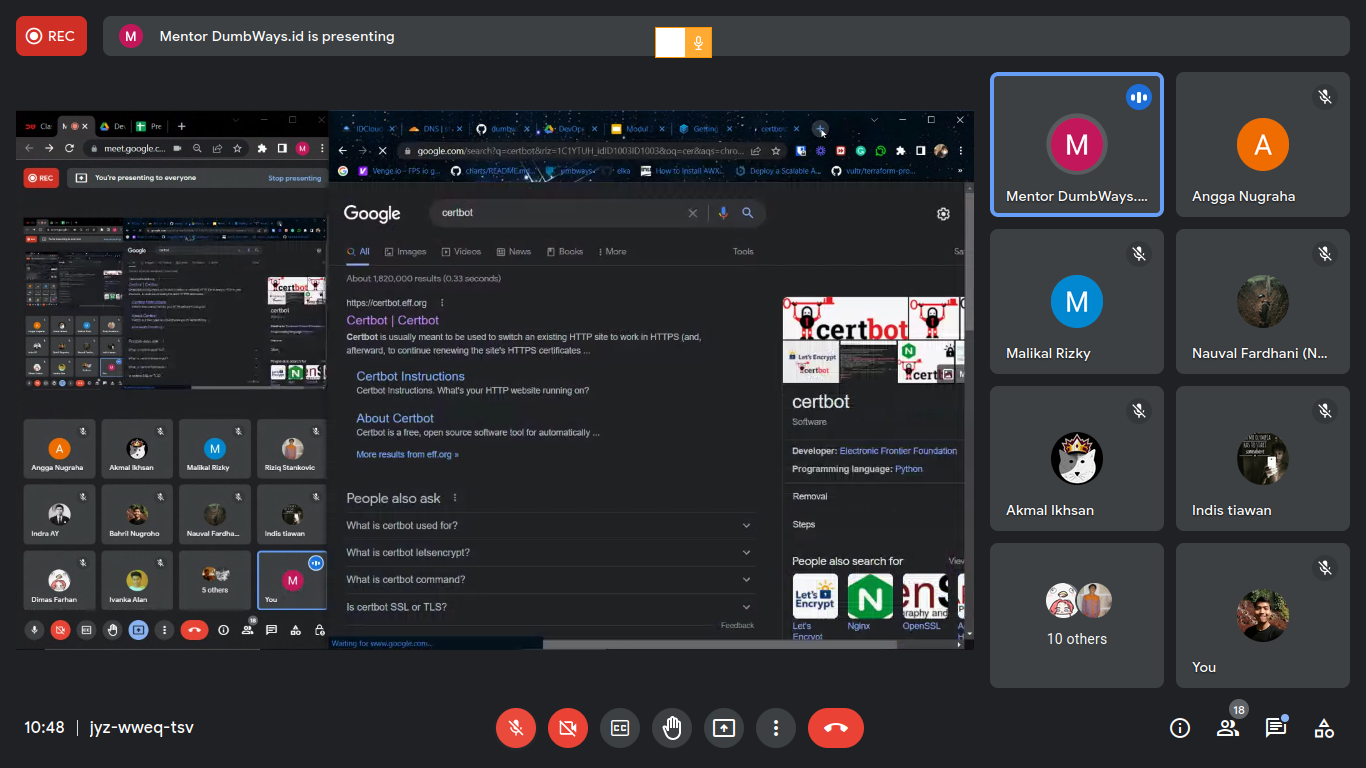 REC
M
Mentor DumbWays.id is presenting
Cla
Dev
Pre
meet.google.c...
M
REC
You're presenting to everyone
Stop presenting
Angga Nugraha
Akmal Ikhsan
Malikal Rizky
Riziq Stankovic
Indra AY
Bahril Nugroho
Nauval Fardha...
Indis tiawan
Dimas Farhan
Ivanka Alan
5 others
You
A
M
M
18
IDCloud
DNS |
dumbw
DevOps
Modul
Getting
certbot
google.com/search?q=certbot&rlz=1C1YTUH_idID1003ID1003&oq=cer&aqs=chro...
Venge.io - FPS io g...
charts/README.md...
elka
How to Install AWX...
Deploy a Scalable A...
vultr/terraform-pro...
»
Google
certbot
All
Images
Videos
News
Books
More
Tools
Sa
About 1,820,000 results (0.33 seconds)
https://certbot.eff.org
Certbot | Certbot
Certbot is usually meant to be used to switch an existing HTTP site to work in HTTPS (and,
afterward, to continue renewing the site's HTTPS certificates ...
Certbot Instructions
Certbot Instructions. What's your HTTP website running on?
About Certbot
Certbot is a free, open source software tool for automatically ...
More results from eff.org »
People also ask
What is certbot used for?
What is certbot letsencrypt?
What is certbot command?
Is certbot SSL or TLS?
Feedback
certbot
Let's Encrypt
certbot
N
certbot
Software
Developer: Electronic Frontier Foundation
Programming language: Python
Removal
Steps
People also search for
View
Let's
Encrypt
N
enS
graphy and
Let's
Encrypt
Nginx
OpenSSL
Waiting for www.google.com...
M
Mentor DumbWays....
A
Angga Nugraha
M
Malikal Rizky
Nauval Fardhani (N...
Akmal Ikhsan
Indis tiawan
10 others
You
10:48
jyz-wweq-tsv
18